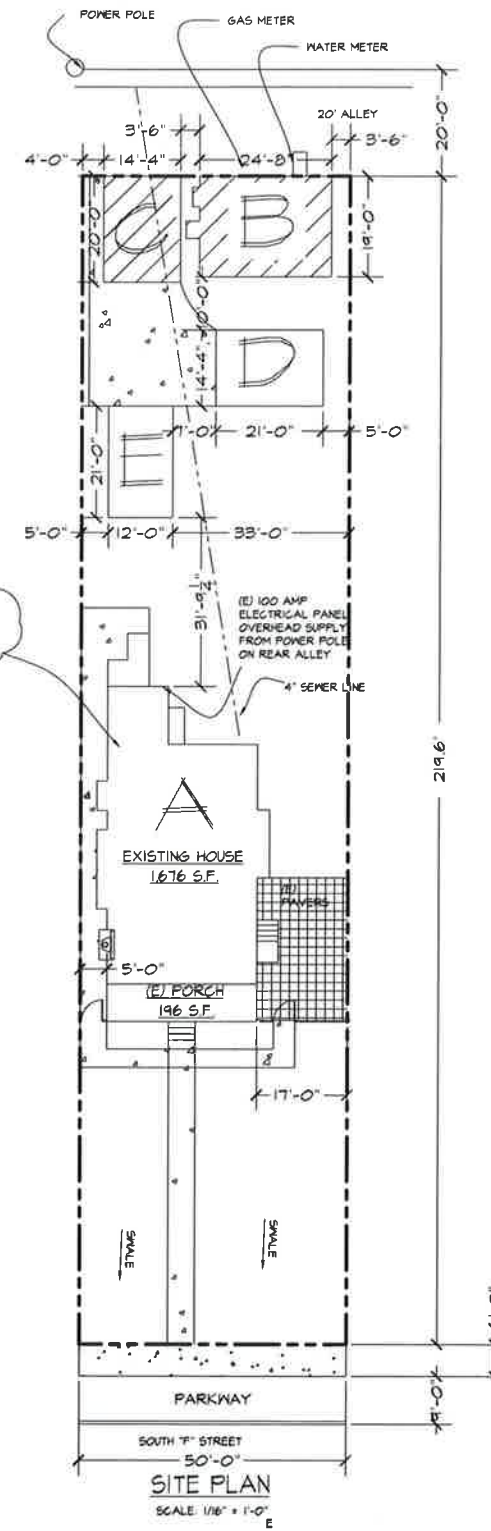 POWER POLE
GAS METER
WATER METER
20'-0"
20' ALLEY
3'-6"
3'-6"
4'-0"
14'-4"
24'-8"
C
B
20'-0"
19'-0"
10'-0"
D
14'-4"
7'-0"
21'-0"
5'-0"
E
21'-0"
5'-0"
12'-0"
33'-0"
31'-9 1/4"
(E) 100 AMP
ELECTRICAL PANEL
OVERHEAD SUPPLY
FROM POWER POLE
ON REAR ALLEY
4" SEWER LINE
219.6"
A
EXISTING HOUSE
1,676 S.F.
(E)
PAVERS
5'-0"
(E) PORCH
196 S.F.
17'-0"
SWALE
SWALE
PARKWAY
9'-0"
SOUTH "F" STREET
50'-0"
SITE PLAN
SCALE: 1/16" = 1'-0"
E